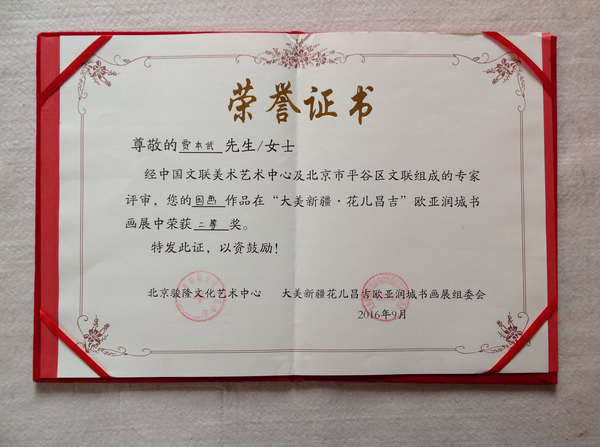 荣誉证书
尊敬的费本武先生/女士
经中国文联美术艺术中心及北京市平谷区文联组成的专家
评审，您的国画作品在“大美新疆·花儿昌吉”欧亚润城书
画展中荣获二等奖。
特发此证，以资鼓励！
北京骏隆文化艺术中心 大美新疆花儿昌吉欧亚润城书画展组委会
2016年9月